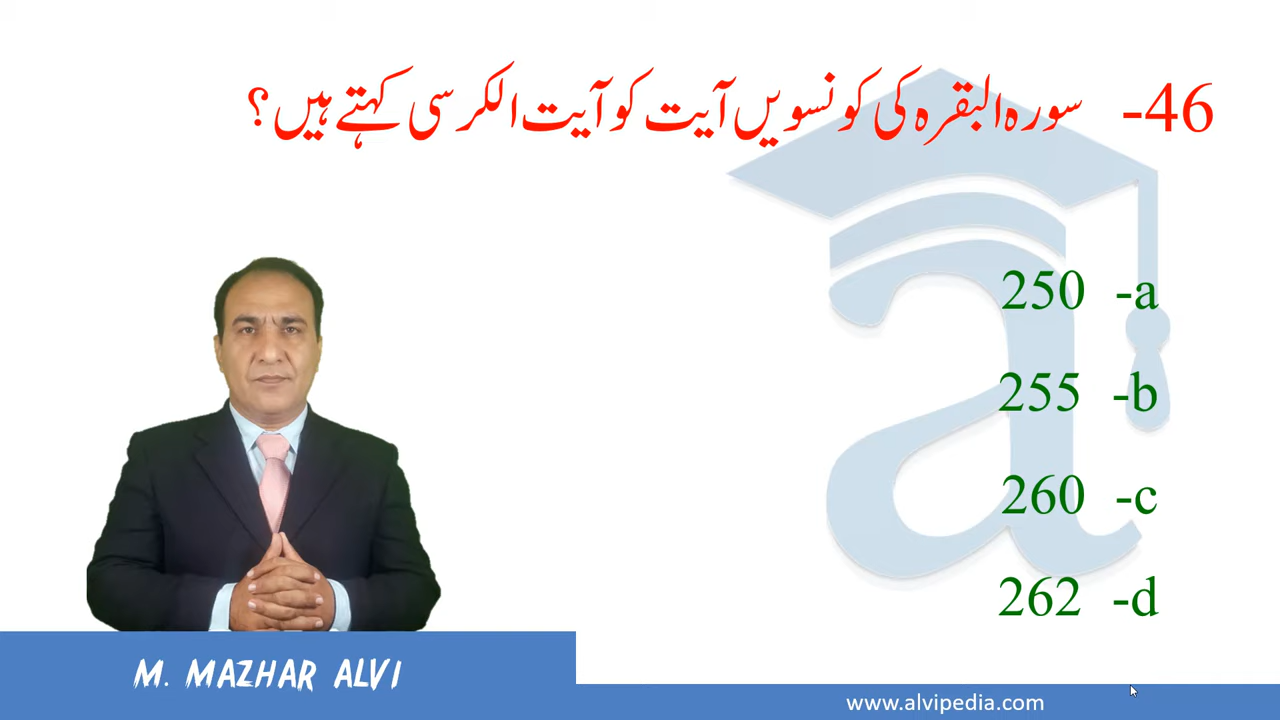 46- سورہ البقرہ کی کونسویں آیت کو آیت الکرسی کہتے ہیں؟
a- 250
b- 255
c- 260
d- 262
M. MAZHAR ALVI
www.alvipedia.com